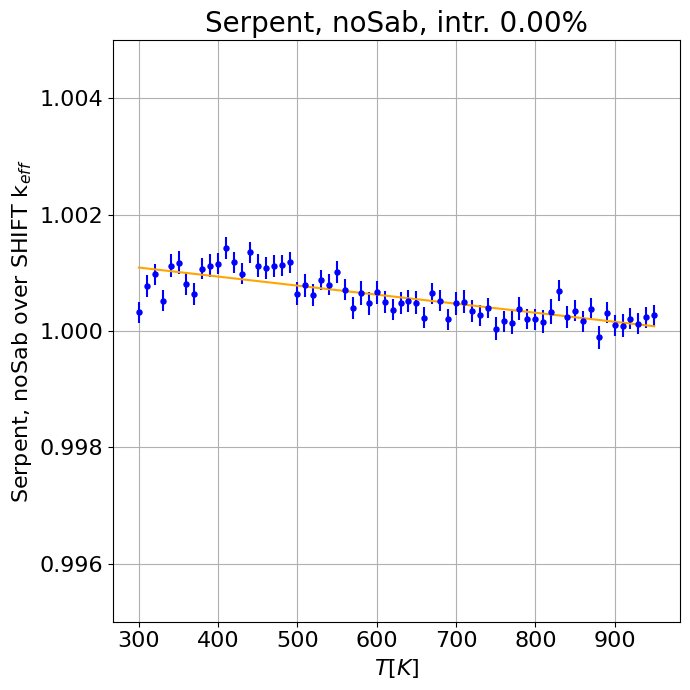 Serpent, noSab, intr. 0.00%
1.004
1.002
1.000
0.998
0.996
Serpent, noSab over SHIFT k_eff
300 400 500 600 700 800 900
T[K]